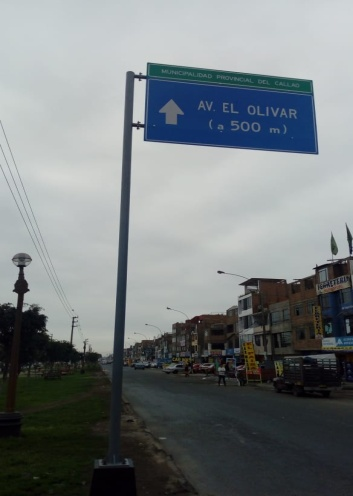 MUNICIPALIDAD PROVINCIAL DEL CALLAO
AV. EL OLIVAR
(a 500 m)